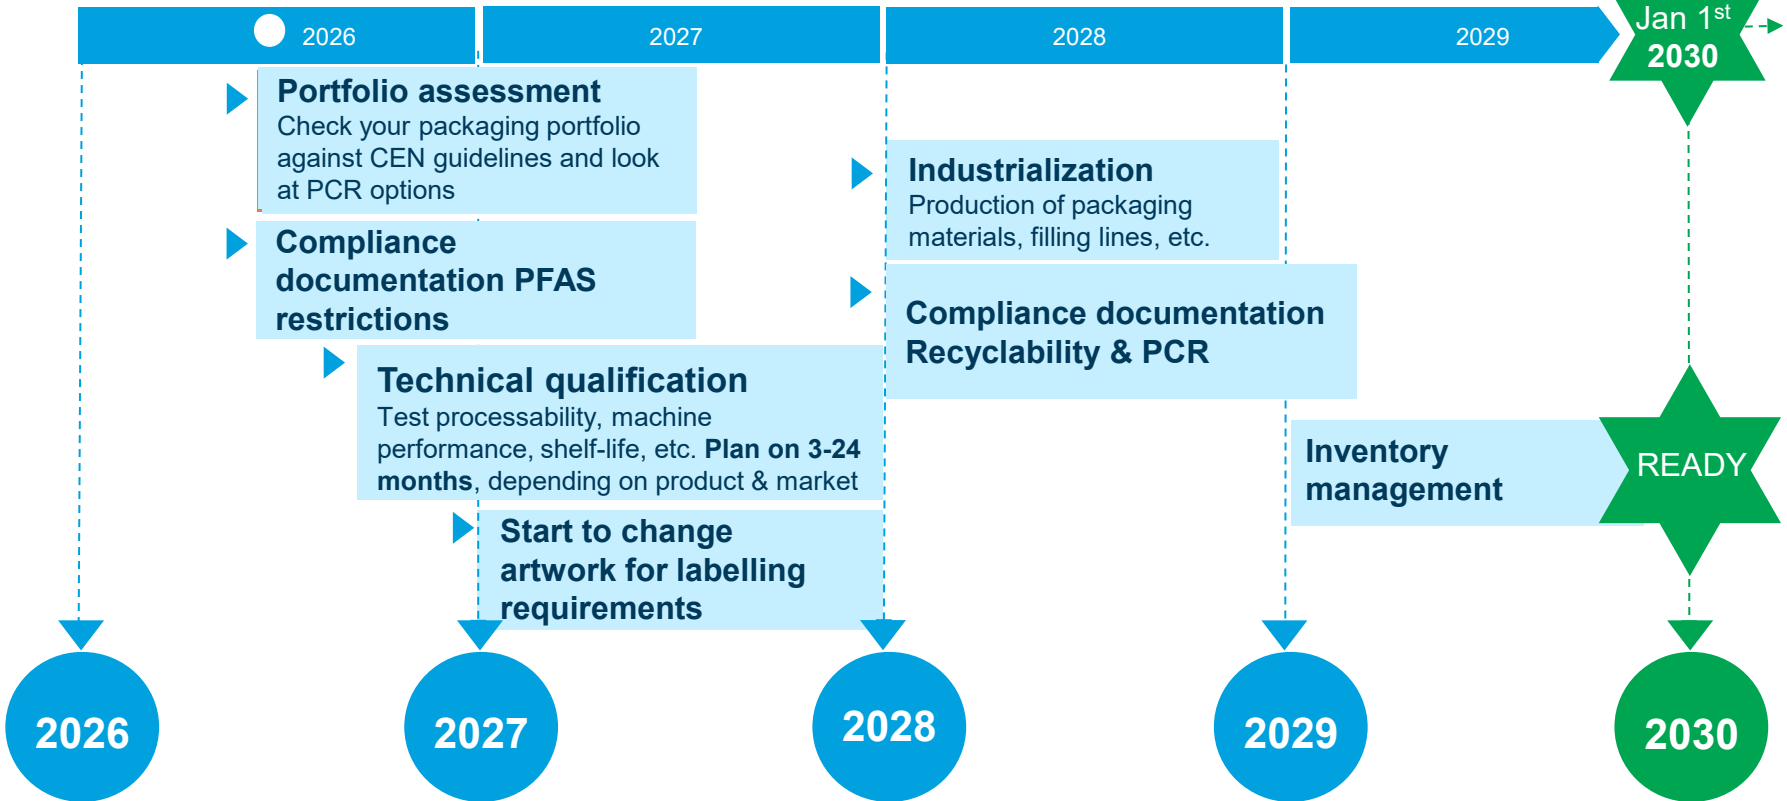 2026
2027
2028
2029
Jan 1st
2030
Portfolio assessment
Check your packaging portfolio
against CEN guidelines and look
at PCR options
Compliance
documentation PFAS
restrictions
Technical qualification
Test processability, machine
performance, shelf-life, etc. Plan on 3-24
months, depending on product & market
Start to change
artwork for labelling
requirements
Industrialization
Production of packaging
materials, filling lines, etc.
Compliance documentation
Recyclability & PCR
Inventory
management
READY
2026
2027
2028
2029
2030